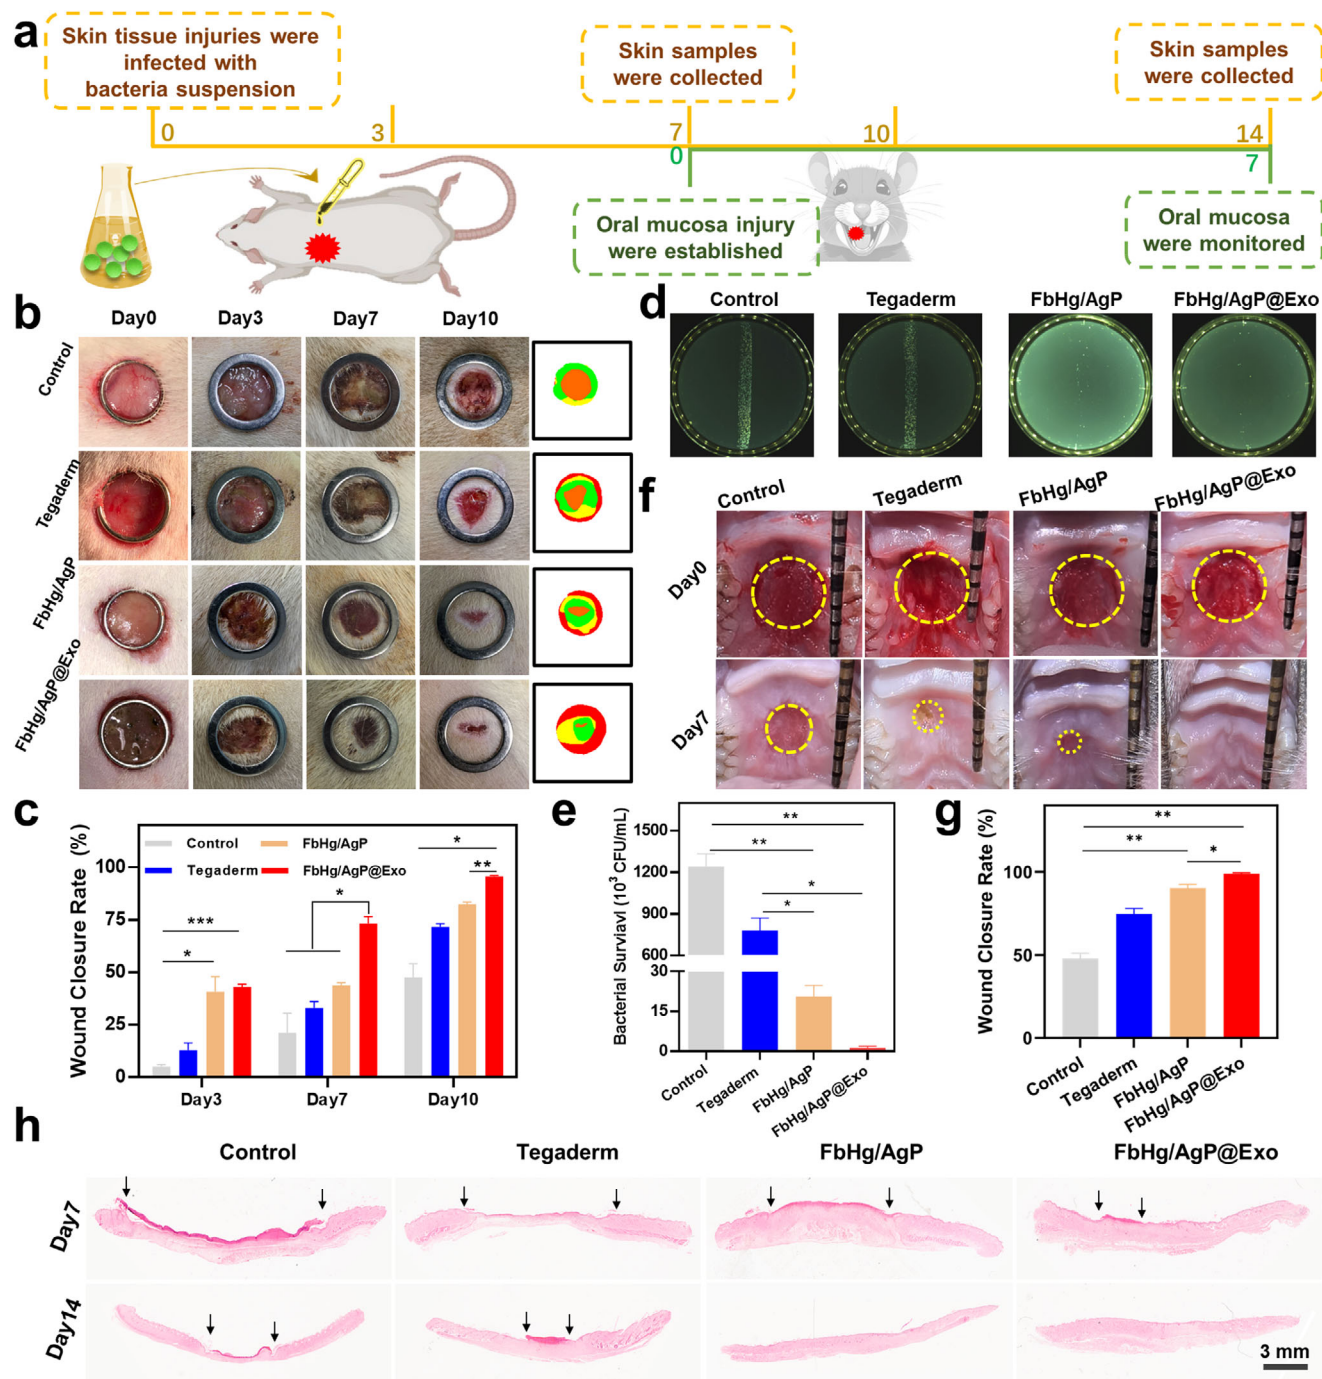 a
Skin tissue injuries were
infected with
bacteria suspension
Skin samples
were collected
Skin samples
were collected
0
3
7
10
14
0
7
Oral mucosa injury
were established
Oral mucosa
were monitored
b
Day0 Day3 Day7 Day10
Control
Tegaderm
FbHg/AgP
FbHg/AgP@Exo
d
Control Tegaderm FbHg/AgP FbHg/AgP@Exo
f
Control Tegaderm FbHg/AgP FbHg/AgP@Exo
Day0
Day7
c
Wound Closure Rate (%)
Control FbHg/AgP
Tegaderm FbHg/AgP@Exo
100
75
50
25
0
***
*
*
*
**
Day3 Day7 Day10
e
Bacterial Surviavl (10³ CFU/mL)
1500
1200
900
600
30
15
0
**
**
*
*
Control
Tegaderm
FbHg/AgP
FbHg/AgP@Exo
g
Wound Closure Rate (%)
100
50
0
**
**
*
Control
Tegaderm
FbHg/AgP
FbHg/AgP@Exo
h
Control Tegaderm FbHg/AgP FbHg/AgP@Exo
Day7
Day14
3 mm